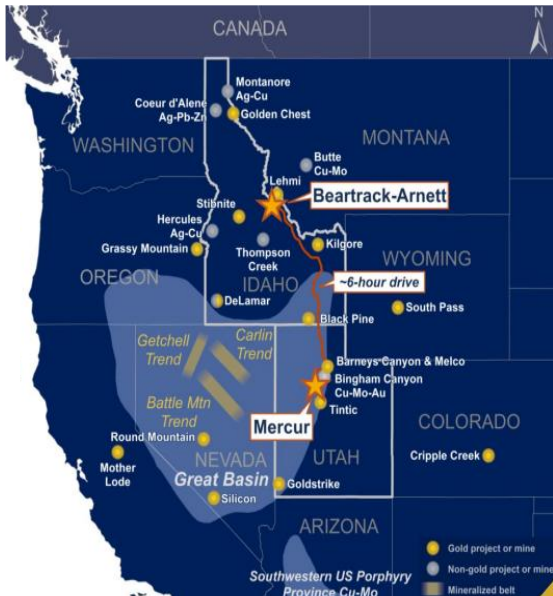 CANADA
N
Montanore
Ag-Cu
Coeur d'Alene
Ag-Pb-Zn
Golden Chest
WASHINGTON
MONTANA
Butte
Cu-Mo
Lehmi
Beartrack-Arnett
Stibnite
Hercules
Ag-Cu
Grassy Mountain
Thompson
Creek
Kilgore
WYOMING
OREGON
IDAHO
~6-hour drive
DeLamar
South Pass
Black Pine
Getchell
Trend
Carlin
Trend
Barneys Canyon & Melco
Bingham Canyon
Cu-Mo-Au
Battle Mtn
Trend
Tintic
Mercur
COLORADO
Round Mountain
Mother
Lode
NEVADA
UTAH
Cripple Creek
Great Basin
Goldstrike
Silicon
ARIZONA
Gold project or mine
Non-gold project or mine
Mineralized belt
Southwestern US Porphyry
Province Cu-Mo